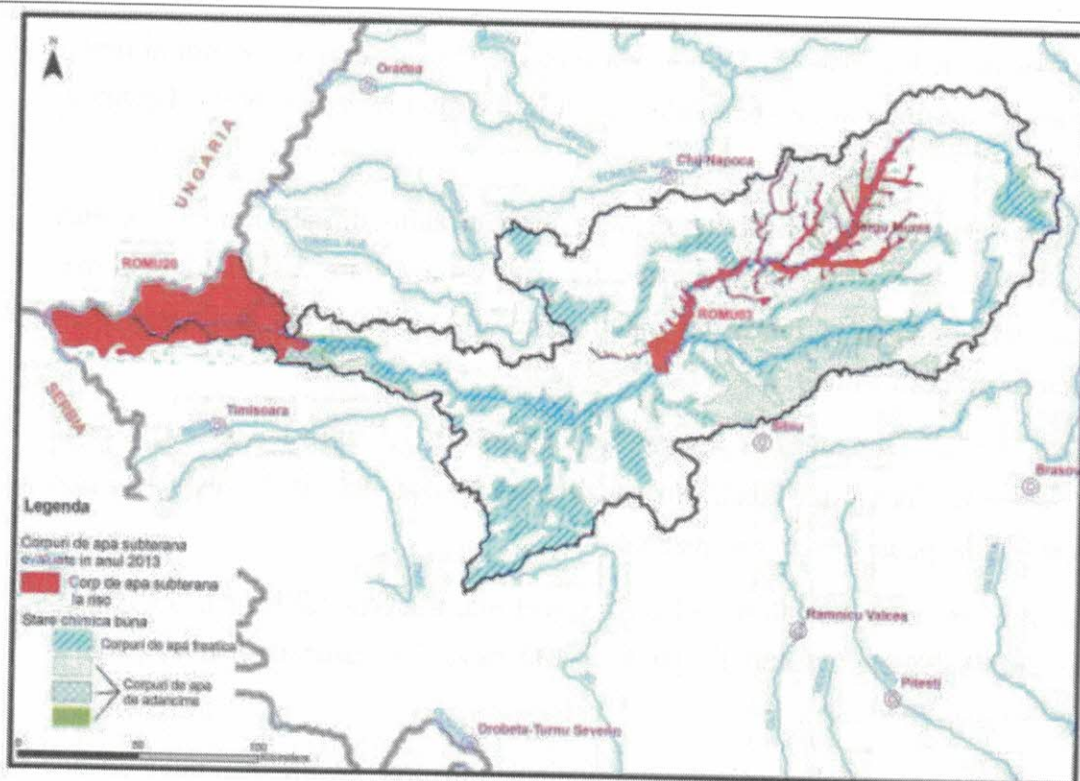 N
Oradea
UNGARIA
Cluj-Napoca
ROMU20
ROMU03
SERBIA
Timisoara
Sibiu
Brasov
Legenda
Corpuri de apa subterana
evaluate in anul 2013
Corp de apa subterana
la risc
Stare chimica buna
Corpuri de apa freatica
Corpuri de apa
de adancime
Ramnicu Valcea
Pitesti
Drobeta-Turnu Severin
0 50 100
Kilometers